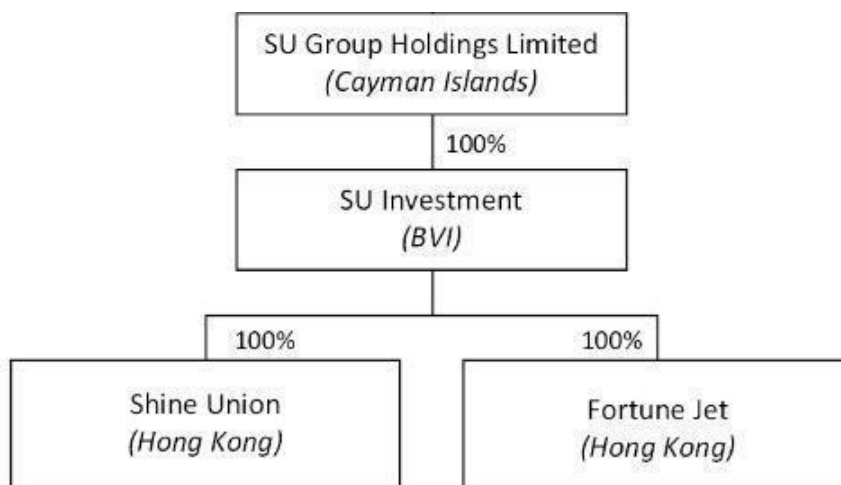 SU Group Holdings Limited
(Cayman Islands)
100%
SU Investment
(BVI)
100%
100%
Shine Union
(Hong Kong)
Fortune Jet
(Hong Kong)